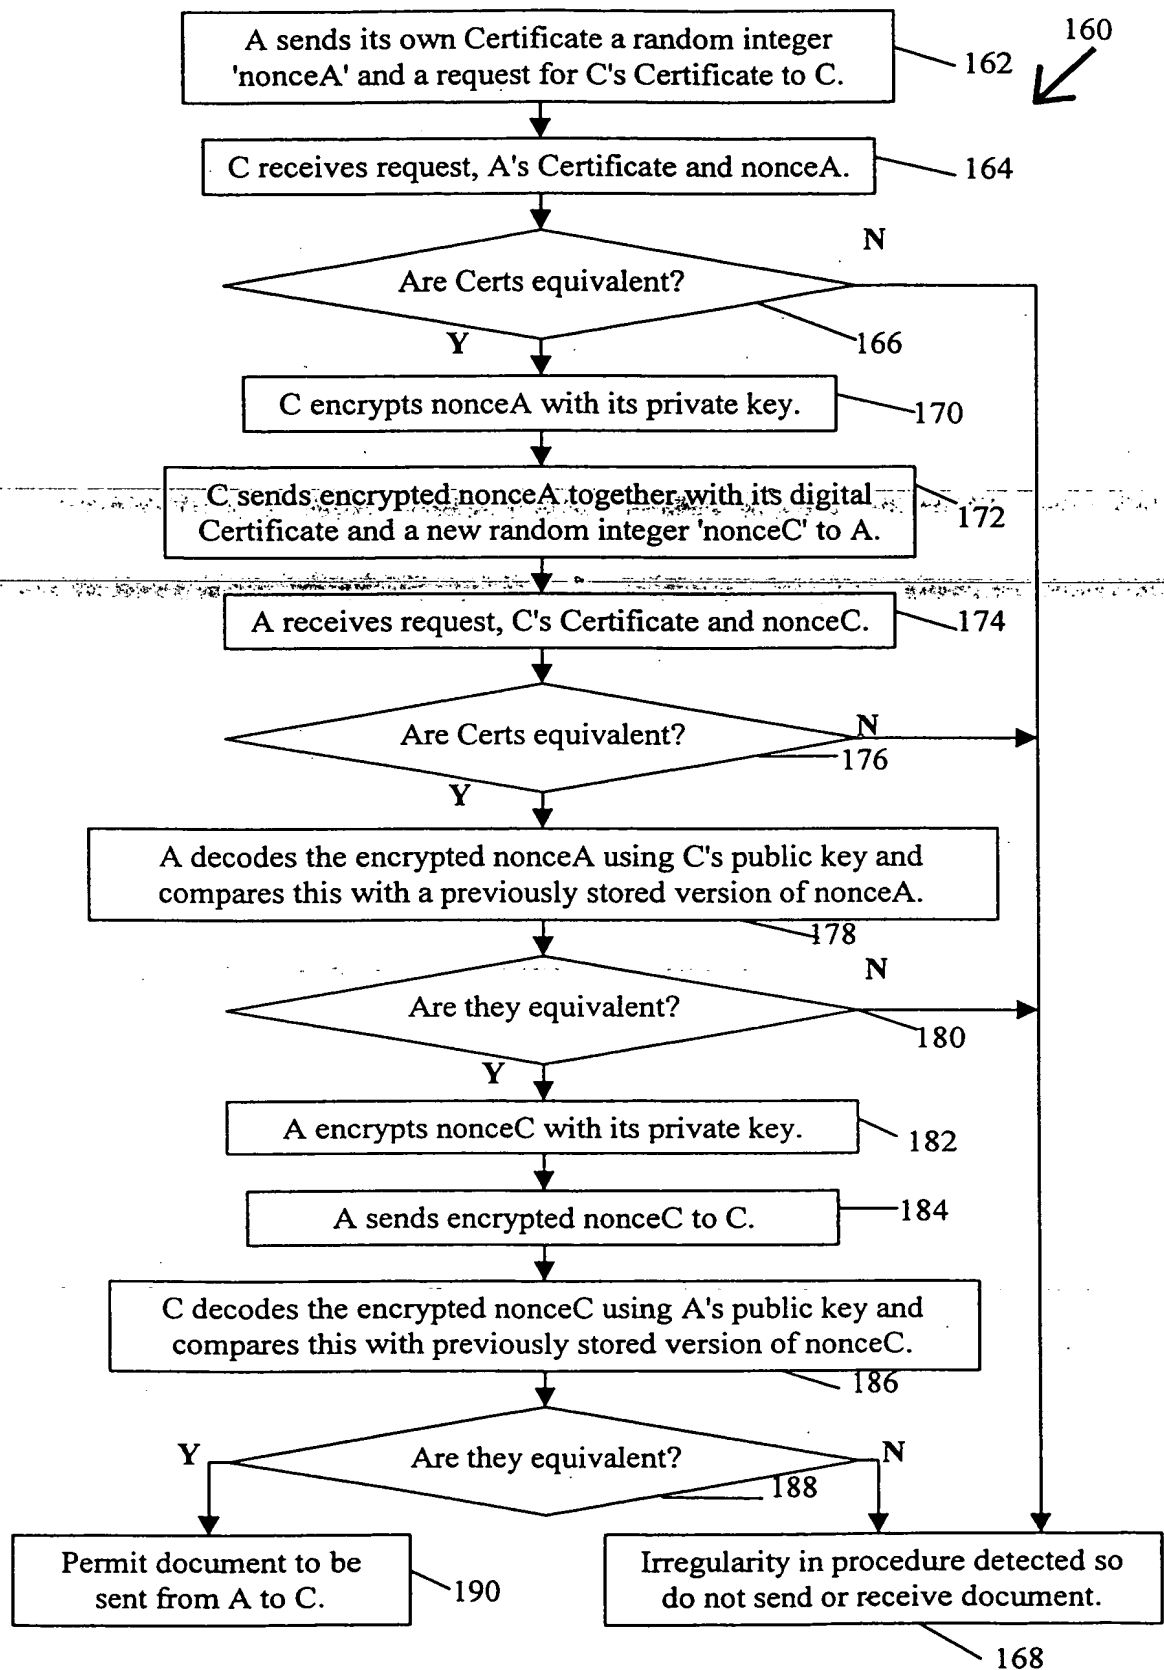 160
A sends its own Certificate a random integer
'nonceA' and a request for C's Certificate to C.
162
C receives request, A's Certificate and nonceA.
164
N
Are Certs equivalent?
166
Y
C encrypts nonceA with its private key.
170
C sends encrypted nonceA together with its digital
Certificate and a new random integer 'nonceC' to A.
172
A receives request, C's Certificate and nonceC.
174
Are Certs equivalent?
N
176
Y
A decodes the encrypted nonceA using C's public key and
compares this with a previously stored version of nonceA.
178
N
Are they equivalent?
180
Y
A encrypts nonceC with its private key.
182
A sends encrypted nonceC to C.
184
C decodes the encrypted nonceC using A's public key and
compares this with previously stored version of nonceC.
186
Y
Are they equivalent?
N
188
Permit document to be
sent from A to C.
190
Irregularity in procedure detected so
do not send or receive document.
168